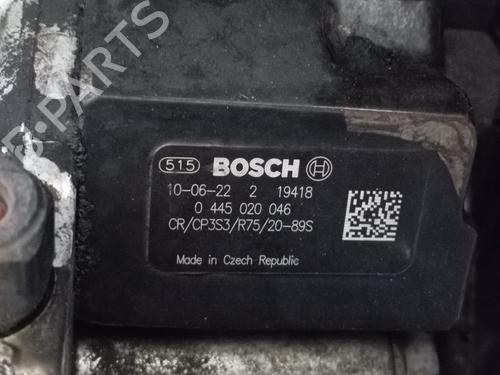 B-PARTS
515 BOSCH
10-06-22 2 19418
0 445 020 046
CR/CP3S3/R75/20-89S
Made in Czech Republic